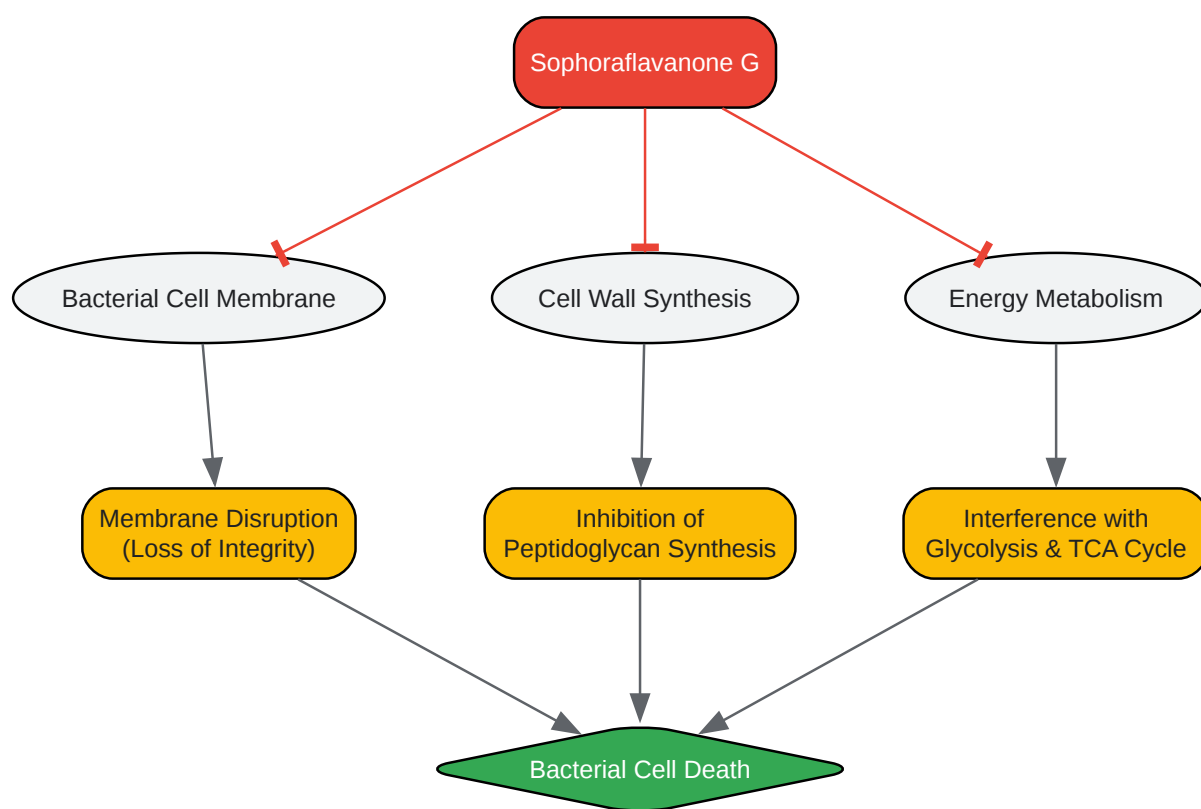 Sophoraflavanone G
Bacterial Cell Membrane
Cell Wall Synthesis
Energy Metabolism
Membrane Disruption
(Loss of Integrity)
Inhibition of
Peptidoglycan Synthesis
Interference with
Glycolysis & TCA Cycle
Bacterial Cell Death